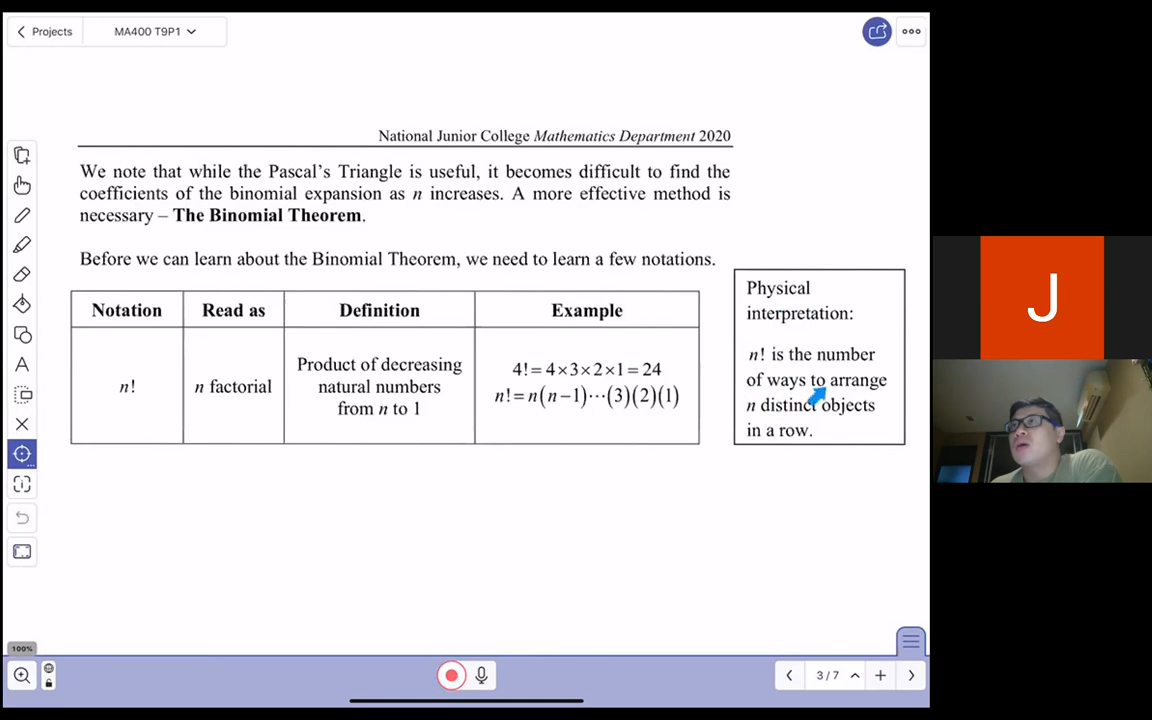 Projects
MA400 T9P1
National Junior College Mathematics Department 2020
We note that while the Pascal's Triangle is useful, it becomes difficult to find the
coefficients of the binomial expansion as n increases. A more effective method is
necessary – The Binomial Theorem.
Before we can learn about the Binomial Theorem, we need to learn a few notations.
Notation Read as Definition Example
n! n factorial Product of decreasing
natural numbers
from n to 1
4! = 4×3×2×1 = 24
n! = n(n−1)⋯(3)(2)(1)
Physical
interpretation:
n! is the number
of ways to arrange
n distinct objects
in a row.
J
100%
3 / 7